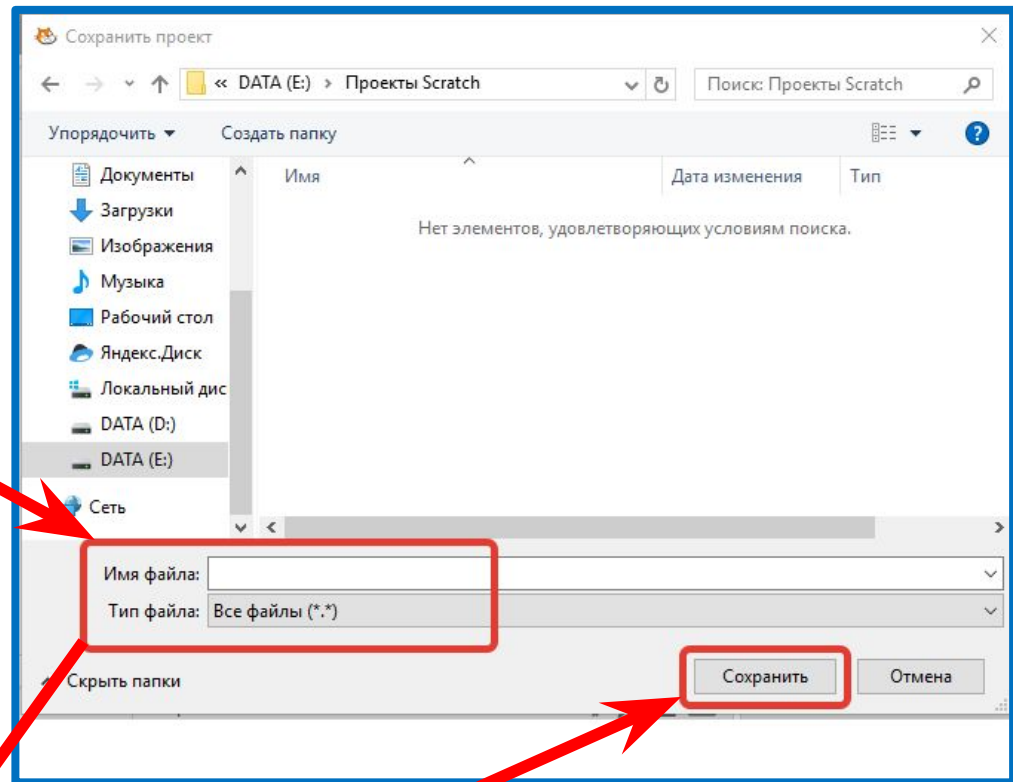 Сохранить проект
« DATA (E:) › Проекты Scratch
Поиск: Проекты Scratch
Упорядочить
Создать папку
?
Документы
Имя
Дата изменения
Тип
Загрузки
Нет элементов, удовлетворяющих условиям поиска.
Изображения
Музыка
Рабочий стол
Яндекс.Диск
Локальный дис
DATA (D:)
DATA (E:)
Сеть
Имя файла:
Тип файла: Все файлы (*.*)
Скрыть папки
Сохранить
Отмена